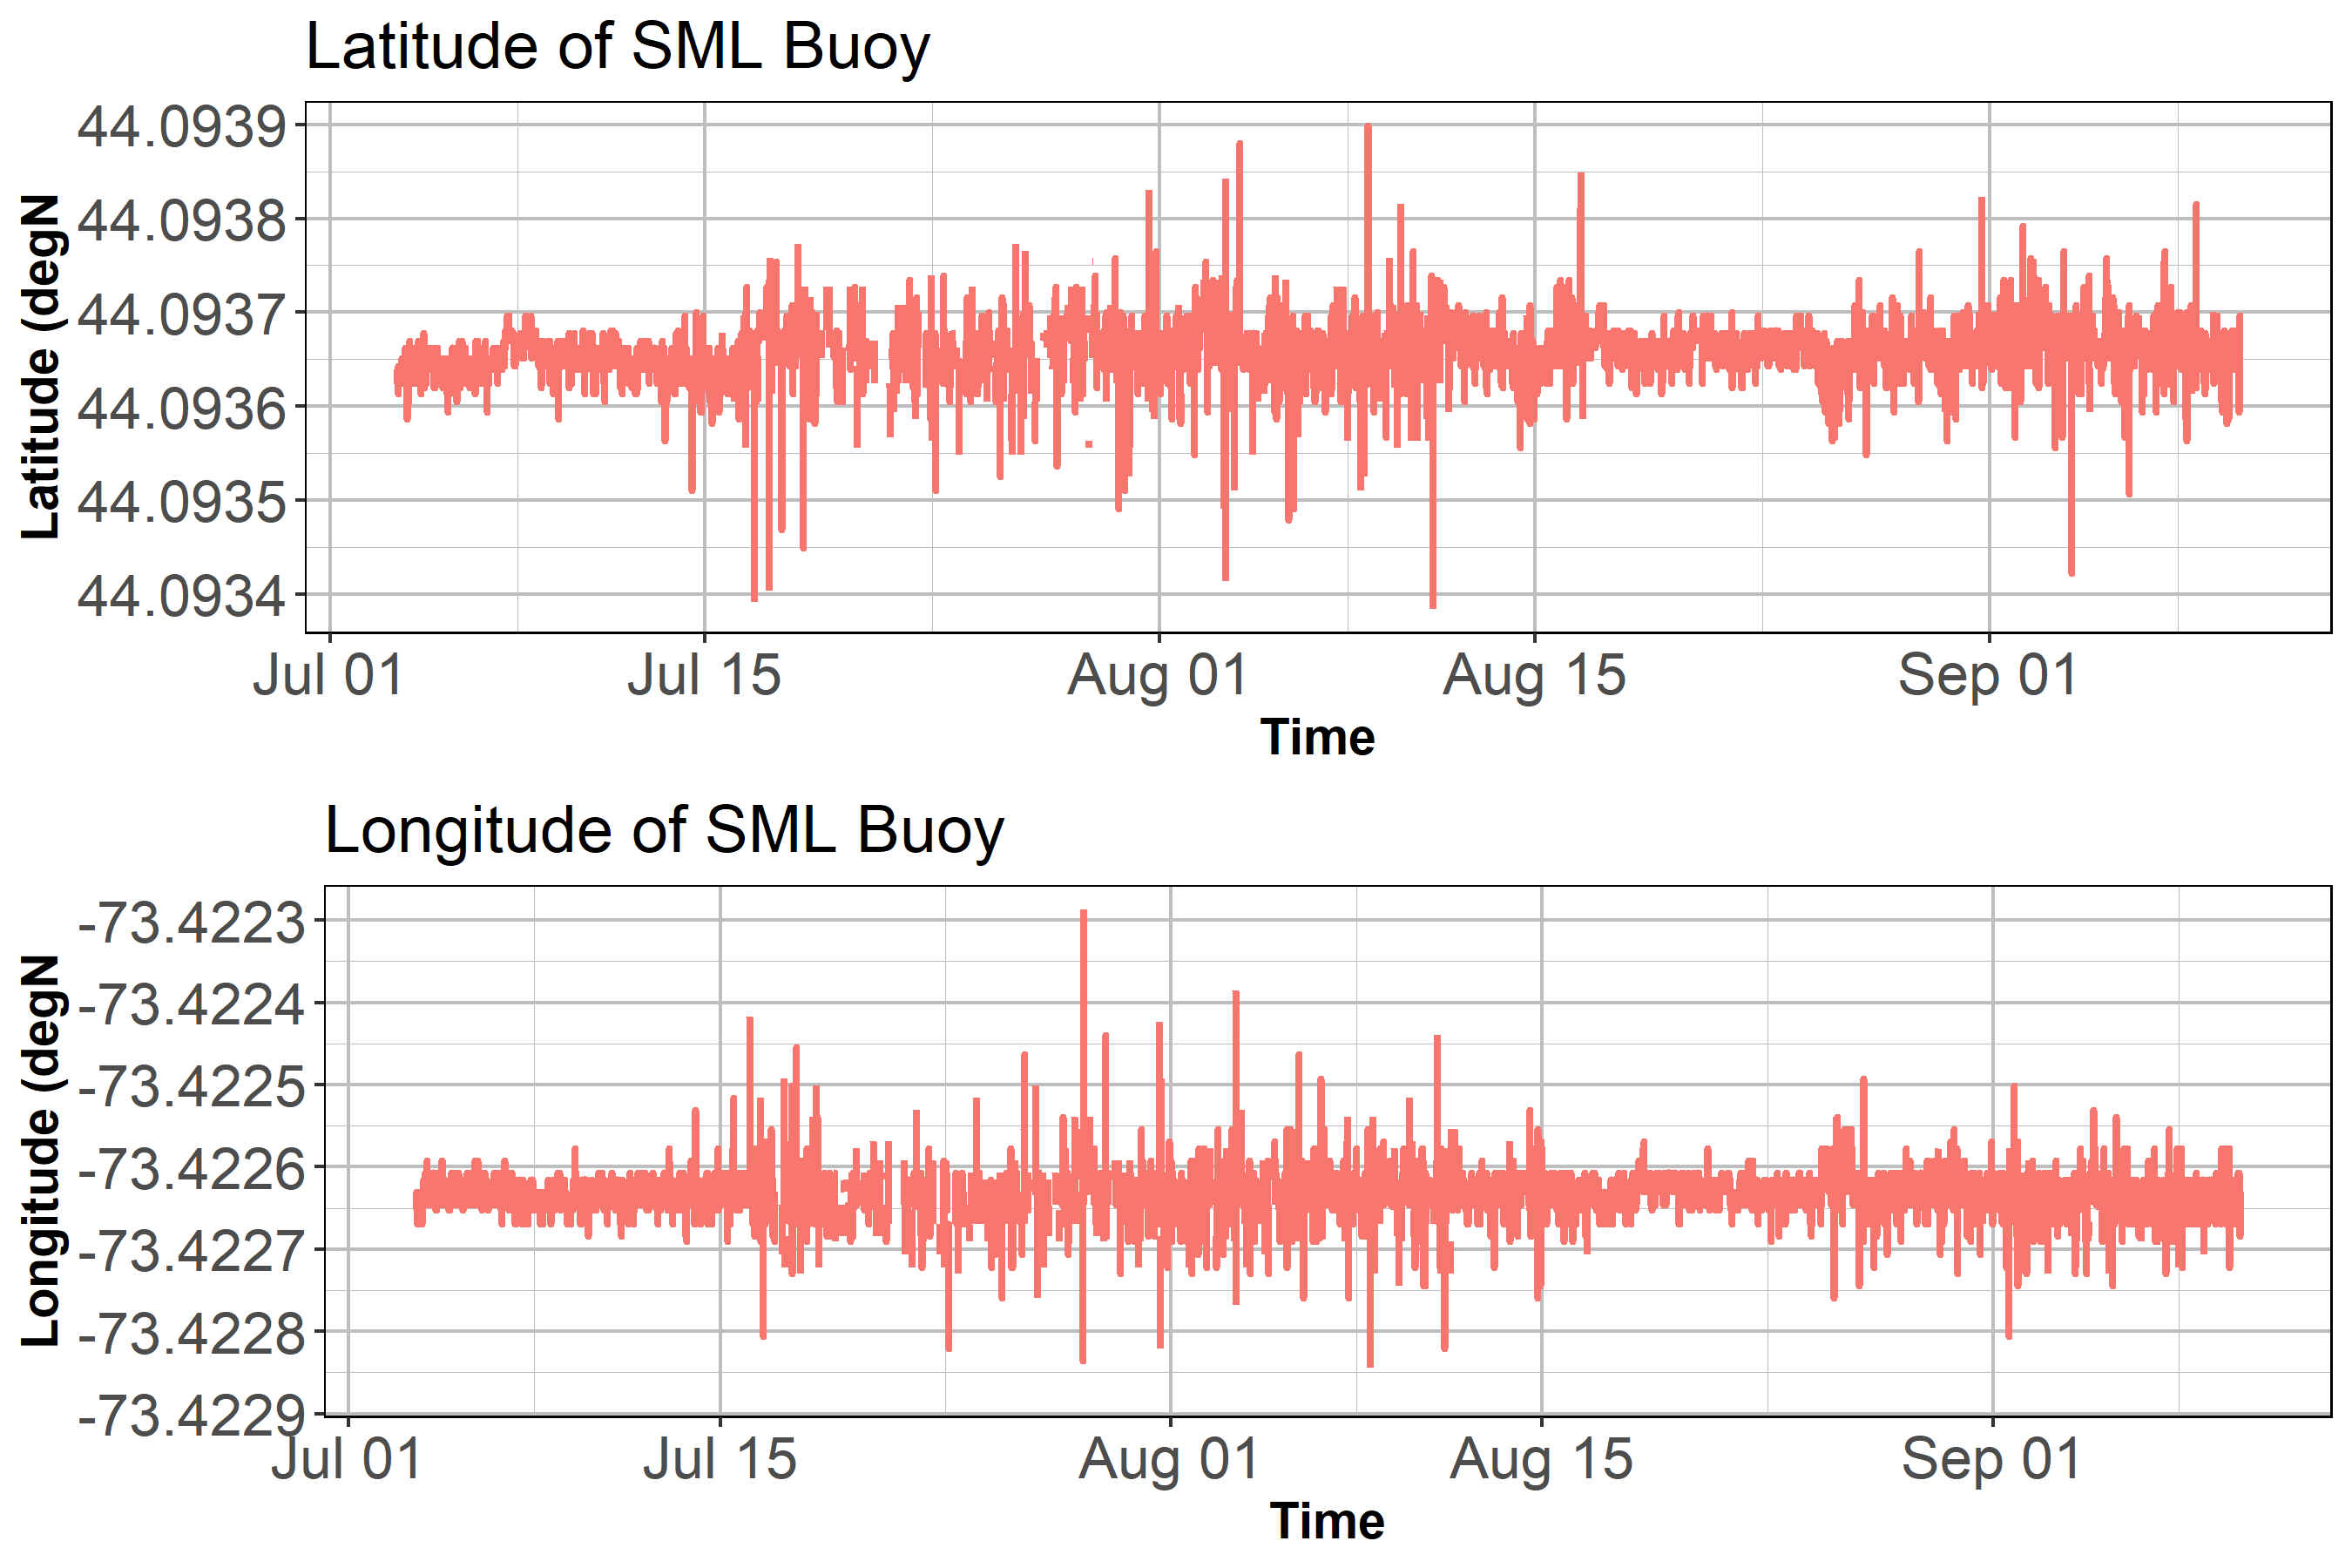 Latitude of SML Buoy
44.0939
44.0938
44.0937
44.0936
44.0935
44.0934
Latitude (degN
Jul 01 Jul 15 Aug 01 Aug 15 Sep 01
Time
Longitude of SML Buoy
-73.4223
-73.4224
-73.4225
-73.4226
-73.4227
-73.4228
-73.4229
Longitude (degN
Jul 01 Jul 15 Aug 01 Aug 15 Sep 01
Time